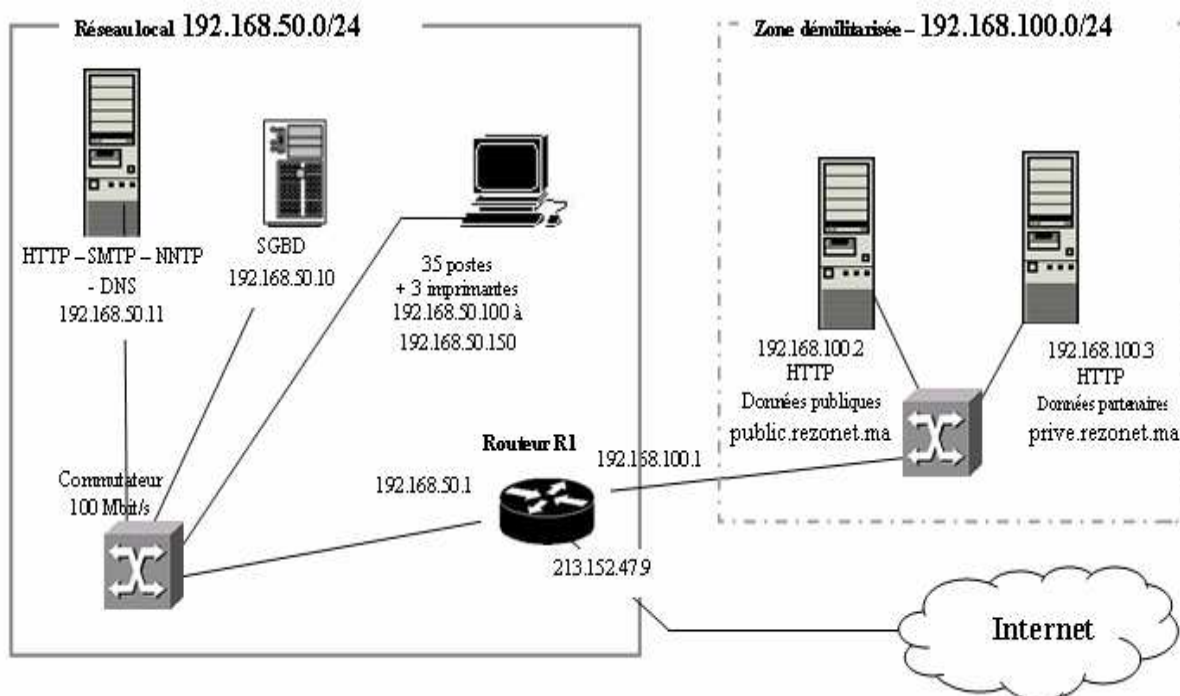 Réseau local 192.168.50.0/24
Zone démilitarisée – 192.168.100.0/24
HTTP – SMTP – NNTP
- DNS
192.168.50.11
SGBD
192.168.50.10
35 postes
+ 3 imprimantes
192.168.50.100 à
192.168.50.150
192.168.100.2
HTTP
Données publiques
public.rezonet.ma
192.168.100.3
HTTP
Données partenaires
prive.rezonet.ma
Routeur R1
192.168.100.1
192.168.50.1
Commutateur
100 Mbit/s
213.152.47.9
Internet